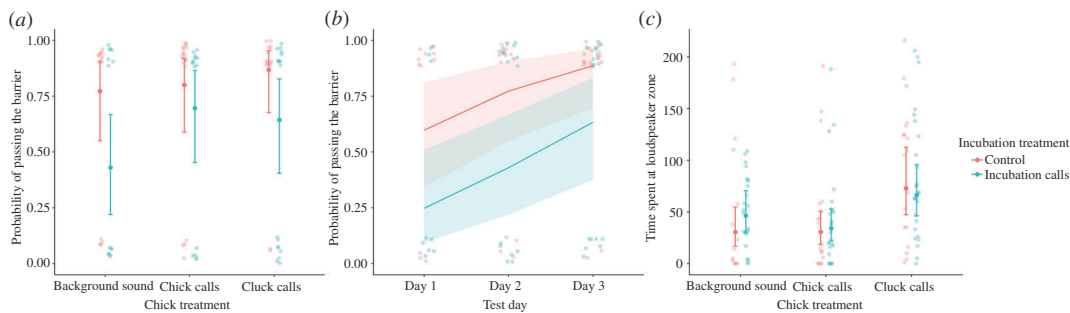 (a)
1.00
0.75
0.50
0.25
0.00
Probability of passing the barrier
Background sound
Chick calls
Cluck calls
Chick treatment
(b)
1.00
0.75
0.50
0.25
0.00
Probability of passing the barrier
Day 1
Day 2
Day 3
Test day
(c)
200
150
100
50
0
Time spent at loudspeaker zone
Background sound
Chick calls
Cluck calls
Chick treatment
Incubation treatment
Control
Incubation calls